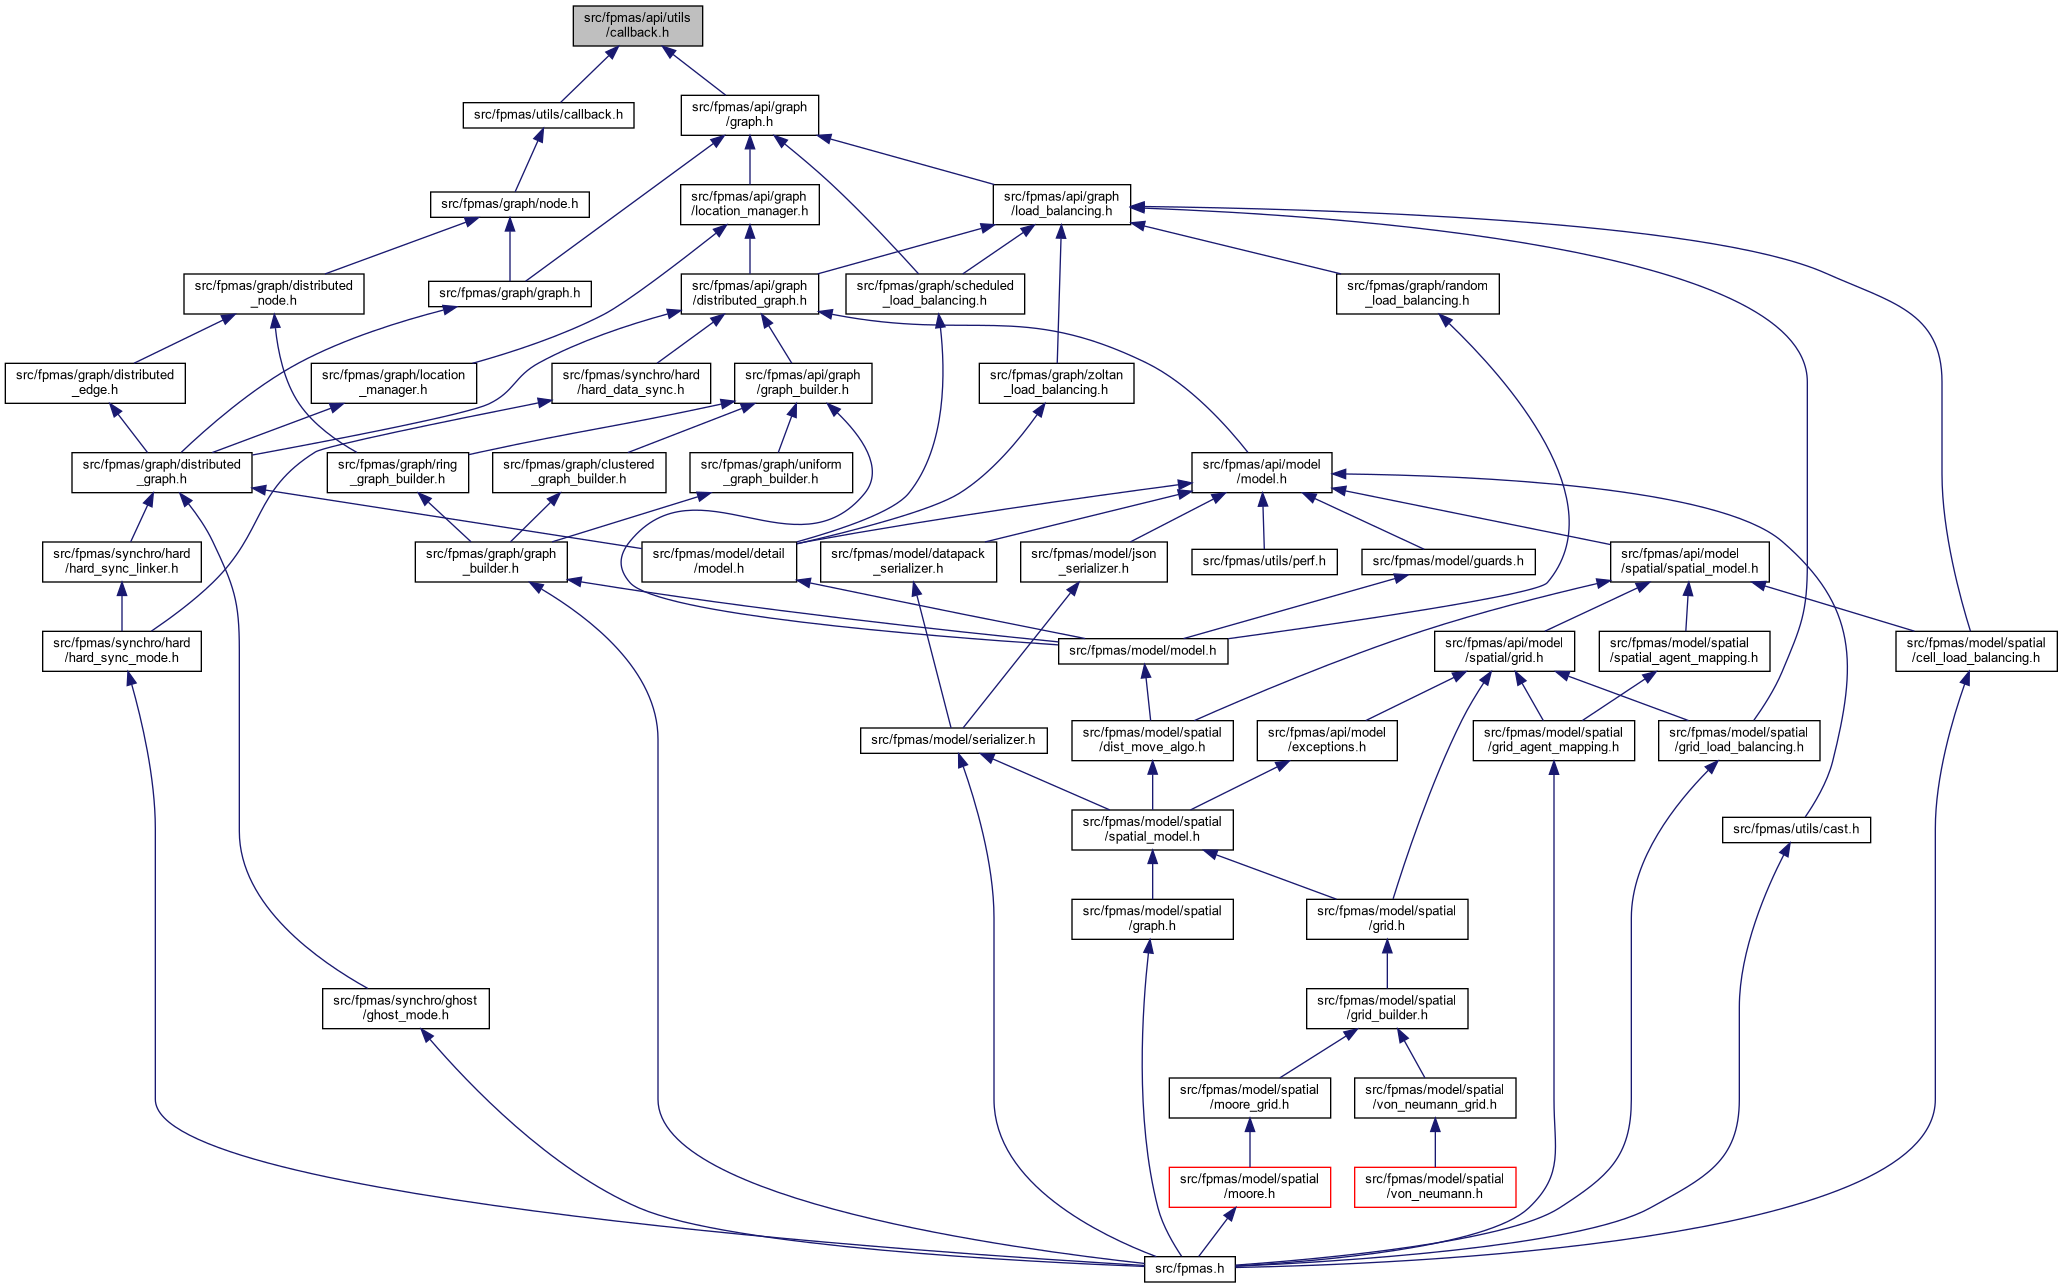 src/fpmas/api/utils
/callback.h
src/fpmas/utils/callback.h
src/fpmas/api/graph
/graph.h
src/fpmas/graph/node.h
src/fpmas/api/graph
/location_manager.h
src/fpmas/api/graph
/load_balancing.h
src/fpmas/graph/distributed
_node.h
src/fpmas/graph/graph.h
src/fpmas/api/graph
/distributed_graph.h
src/fpmas/graph/scheduled
_load_balancing.h
src/fpmas/graph/random
_load_balancing.h
src/fpmas/graph/distributed
_edge.h
src/fpmas/graph/location
_manager.h
src/fpmas/synchro/hard
/hard_data_sync.h
src/fpmas/api/graph
/graph_builder.h
src/fpmas/graph/zoltan
_load_balancing.h
src/fpmas/graph/distributed
_graph.h
src/fpmas/graph/ring
_graph_builder.h
src/fpmas/graph/clustered
_graph_builder.h
src/fpmas/graph/uniform
_graph_builder.h
src/fpmas/api/model
/model.h
src/fpmas/synchro/hard
/hard_sync_linker.h
src/fpmas/graph/graph
_builder.h
src/fpmas/model/detail
/model.h
src/fpmas/model/datapack
_serializer.h
src/fpmas/model/json
_serializer.h
src/fpmas/utils/perf.h
src/fpmas/model/guards.h
src/fpmas/api/model
/spatial/spatial_model.h
src/fpmas/synchro/hard
/hard_sync_mode.h
src/fpmas/model/model.h
src/fpmas/api/model
/spatial/grid.h
src/fpmas/model/spatial
/spatial_agent_mapping.h
src/fpmas/model/spatial
/cell_load_balancing.h
src/fpmas/model/serializer.h
src/fpmas/model/spatial
/dist_move_algo.h
src/fpmas/api/model
/exceptions.h
src/fpmas/model/spatial
/grid_agent_mapping.h
src/fpmas/model/spatial
/grid_load_balancing.h
src/fpmas/model/spatial
/spatial_model.h
src/fpmas/utils/cast.h
src/fpmas/model/spatial
/graph.h
src/fpmas/model/spatial
/grid.h
src/fpmas/synchro/ghost
/ghost_mode.h
src/fpmas/model/spatial
/grid_builder.h
src/fpmas/model/spatial
/moore_grid.h
src/fpmas/model/spatial
/von_neumann_grid.h
src/fpmas/model/spatial
/moore.h
src/fpmas/model/spatial
/von_neumann.h
src/fpmas.h